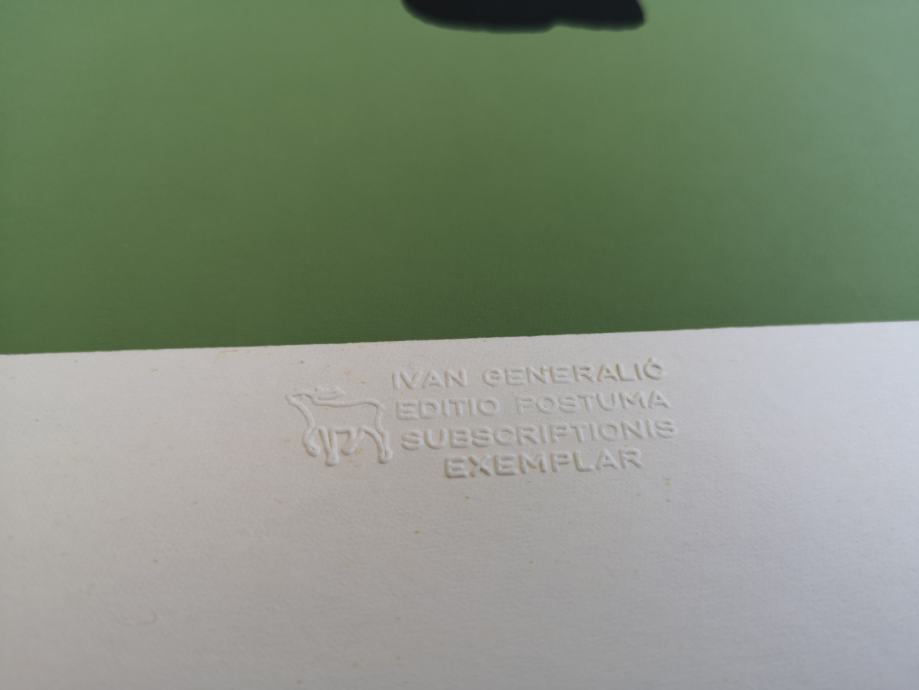 IVAN GENERALIĆ
EDITIO POSTUMA
SUBSCRIPTIONIS
EXEMPLAR